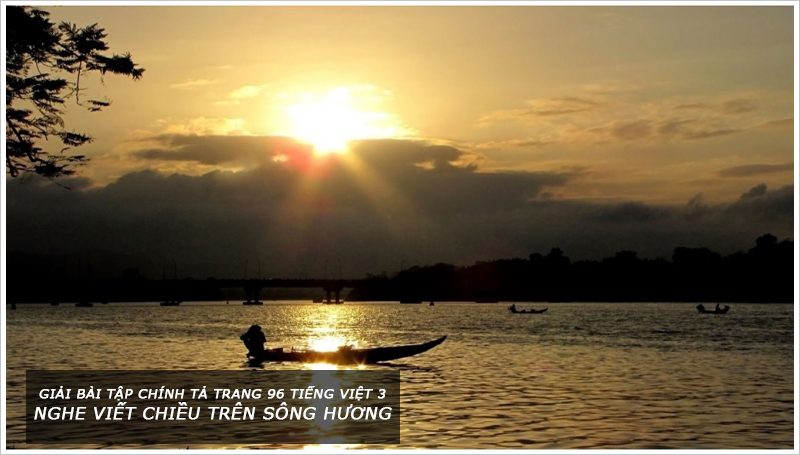 GIẢI BÀI TẬP CHÍNH TẢ TRANG 96 TIẾNG VIỆT 3
NGHE VIẾT CHIỀU TRÊN SÔNG HƯƠNG